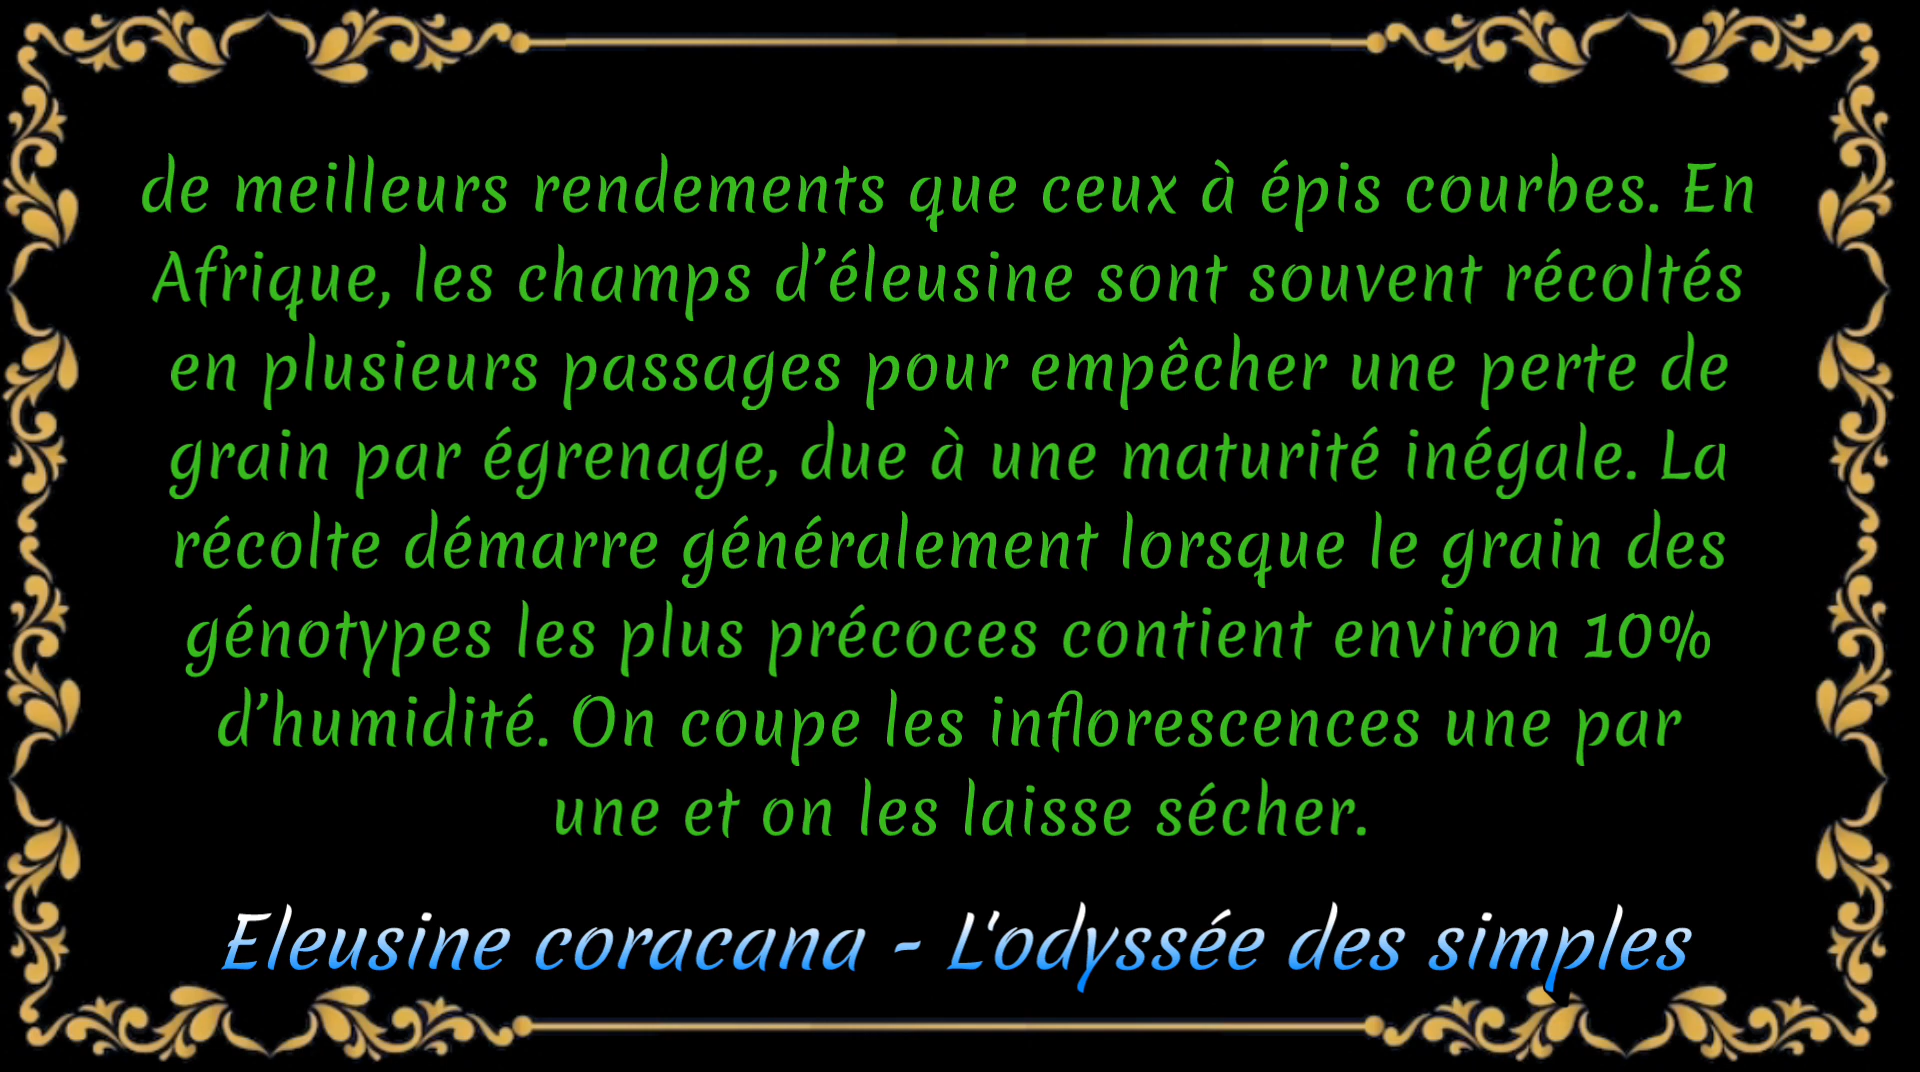 de meilleurs rendements que ceux à épis courbes. En
Afrique, les champs d’éleusine sont souvent récoltés
en plusieurs passages pour empêcher une perte de
grain par égrenage, due à une maturité inégale. La
récolte démarre généralement lorsque le grain des
génotypes les plus précoces contient environ 10%
d’humidité. On coupe les inflorescences une par
une et on les laisse sécher.
Eleusine coracana - L'odyssée des simples